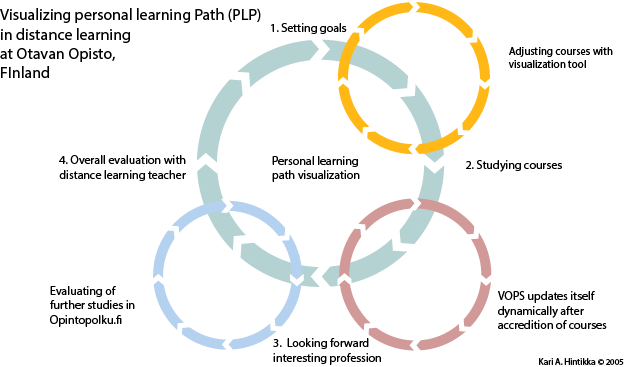 Visualizing personal learning Path (PLP)
in distance learning
at Otavan Opisto,
FInland
1. Setting goals
Adjusting courses with
visualization tool
4. Overall evaluation with
distance learning teacher
Personal learning
path visualization
2. Studying courses
Evaluating of
further studies in
Opintopolku.fi
VOPS updates itself
dynamically after
accredition of courses
3. Looking forward
interesting profession
Kari A. Hintikka © 2005